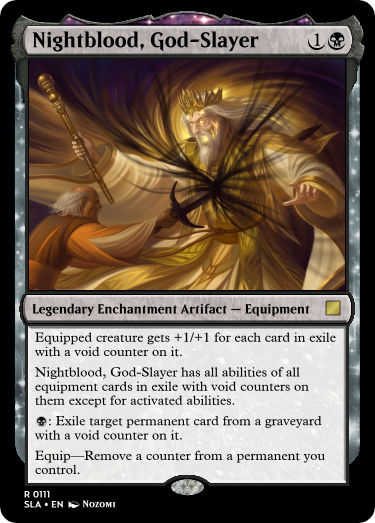 Nightblood, God-Slayer 1
Legendary Enchantment Artifact — Equipment
Equipped creature gets +1/+1 for each card in exile
with a void counter on it.
Nightblood, God-Slayer has all abilities of all
equipment cards in exile with void counters on
them except for activated abilities.
: Exile target permanent card from a graveyard
with a void counter on it.
Equip—Remove a counter from a permanent you
control.
R 0111
SLA • EN Nozomi